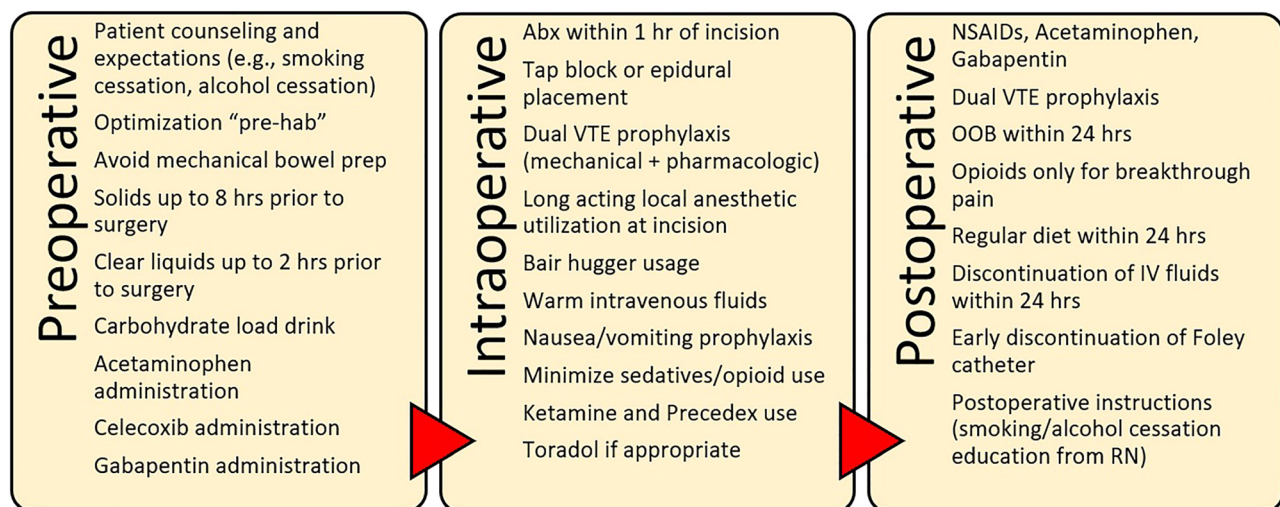 Preoperative
Patient counseling and
expectations (e.g., smoking
cessation, alcohol cessation)
Optimization “pre-hab”
Avoid mechanical bowel prep
Solids up to 8 hrs prior to
surgery
Clear liquids up to 2 hrs prior
to surgery
Carbohydrate load drink
Acetaminophen
administration
Celecoxib administration
Gabapentin administration
Intraoperative
Abx within 1 hr of incision
Tap block or epidural
placement
Dual VTE prophylaxis
(mechanical + pharmacologic)
Long acting local anesthetic
utilization at incision
Bair hugger usage
Warm intravenous fluids
Nausea/vomiting prophylaxis
Minimize sedatives/opioid use
Ketamine and Precedex use
Toradol if appropriate
Postoperative
NSAIDs, Acetaminophen,
Gabapentin
Dual VTE prophylaxis
OOB within 24 hrs
Opioids only for breakthrough
pain
Regular diet within 24 hrs
Discontinuation of IV fluids
within 24 hrs
Early discontinuation of Foley
catheter
Postoperative instructions
(smoking/alcohol cessation
education from RN)